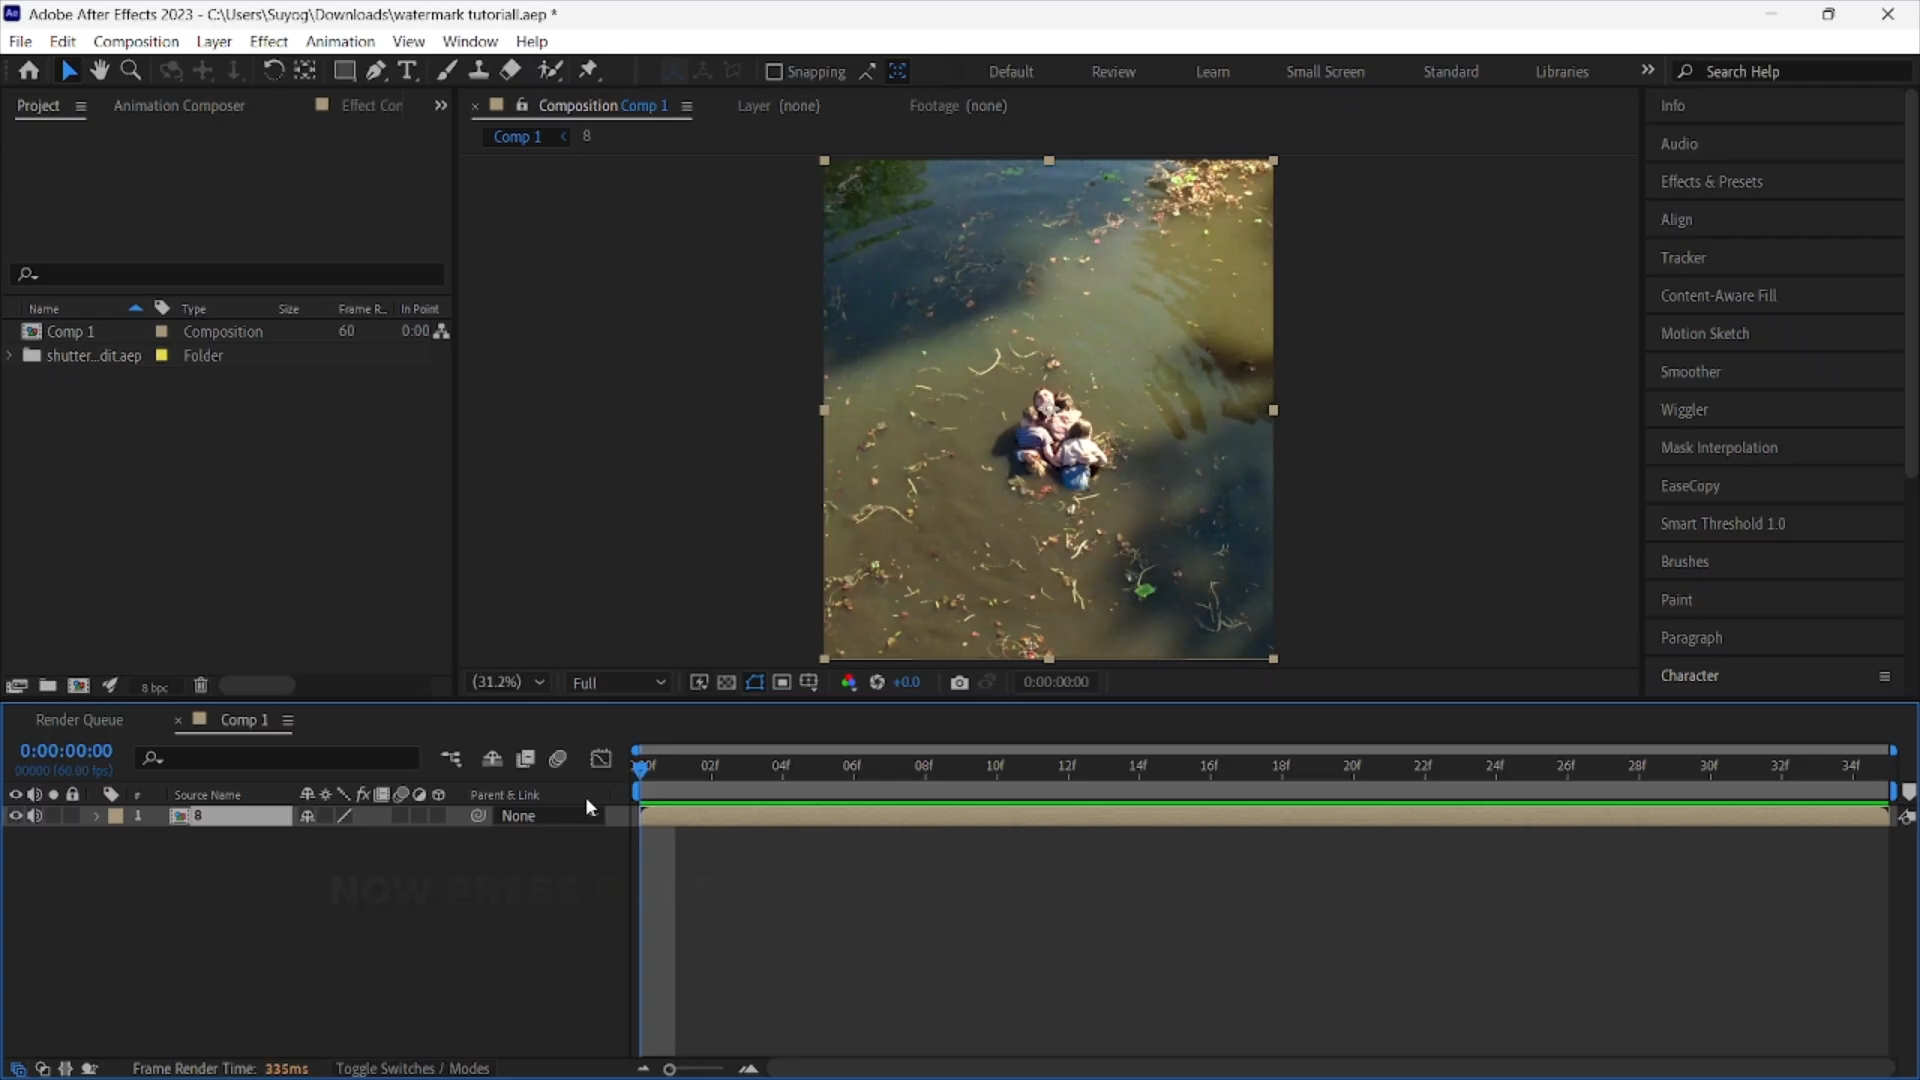 Adobe After Effects 2023 - C:\Users\Suyog\Downloads\watermark tutoriall.aep *
File Edit Composition Layer Effect Animation View Window Help
Snapping Default Review Learn Small Screen Standard Libraries Search Help
Project Animation Composer Effect Con
Composition Comp 1 Layer (none) Footage (none)
Comp 1 8
Name Type Size Frame R... In Point
Comp 1 Composition 60 0:00
shutter...dit.aep Folder
8 bpc
(31.2%) Full +0.0 0:00:00:00
Info
Audio
Effects & Presets
Align
Tracker
Content-Aware Fill
Motion Sketch
Smoother
Wiggler
Mask Interpolation
EaseCopy
Smart Threshold 1.0
Brushes
Paint
Paragraph
Character
Render Queue Comp 1
0:00:00:00
00000 (60.00 fps)
02f 04f 06f 08f 10f 12f 14f 16f 18f 20f 22f 24f 26f 28f 30f 32f 34f
# Source Name fx Parent & Link
1 8 None
NOW PRESS
Frame Render Time: 335ms Toggle Switches / Modes